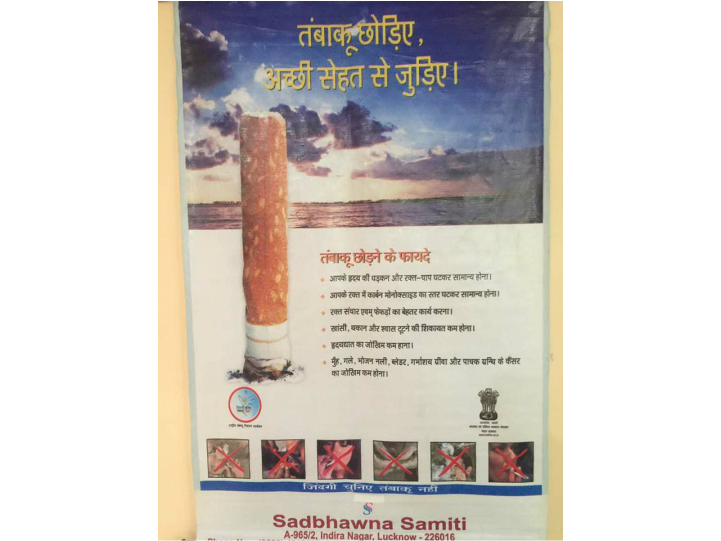 तंबाकू छोड़िए,
अच्छी सेहत से जुड़िए।
तंबाकू छोड़ने के फायदे
आपके हृदय की धड़कन और रक्त-चाप घटकर सामान्य होना।
आपके रक्त में कार्बन मोनोक्साइड का स्तर घटकर सामान्य होना।
रक्त संचार एवम् फेफड़ों का बेहतर कार्य करना।
खांसी, थकान और श्वास टूटने की शिकायत कम होना।
हृदयघात का जोखिम कम होना।
मुँह, गले, भोजन नली, ब्लेडर, गर्भाशय ग्रीवा और पाचक ग्रन्थि के कैंसर
का जोखिम कम होना।
जिंदगी चुनिए तंबाकू नहीं
Sadbhawna Samiti
A-965/2, Indira Nagar, Lucknow - 226016